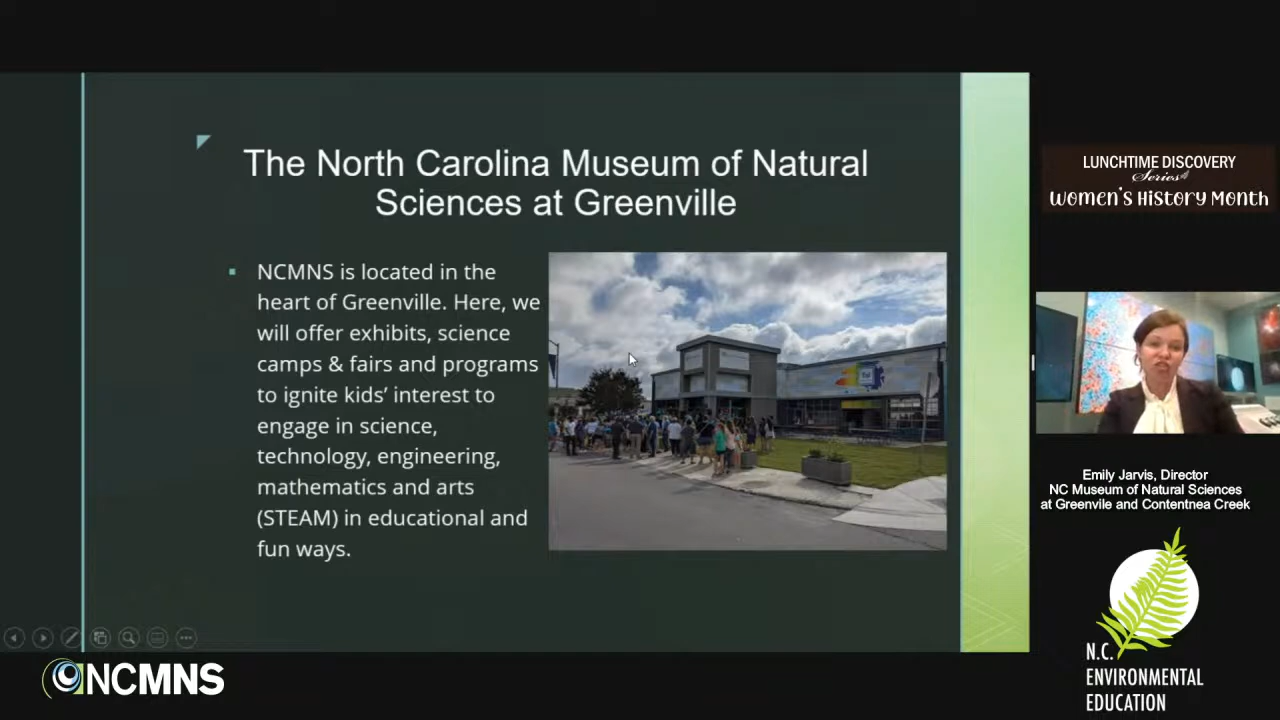 The North Carolina Museum of Natural
Sciences at Greenville
▪ NCMNS is located in the
heart of Greenville. Here, we
will offer exhibits, science
camps & fairs and programs
to ignite kids’ interest to
engage in science,
technology, engineering,
mathematics and arts
(STEAM) in educational and
fun ways.
LUNCHTIME DISCOVERY
Series
Women's History Month
Emily Jarvis, Director
NC Museum of Natural Sciences
at Greenvile and Contentnea Creek
N.C.
ENVIRONMENTAL
EDUCATION
NCMNS